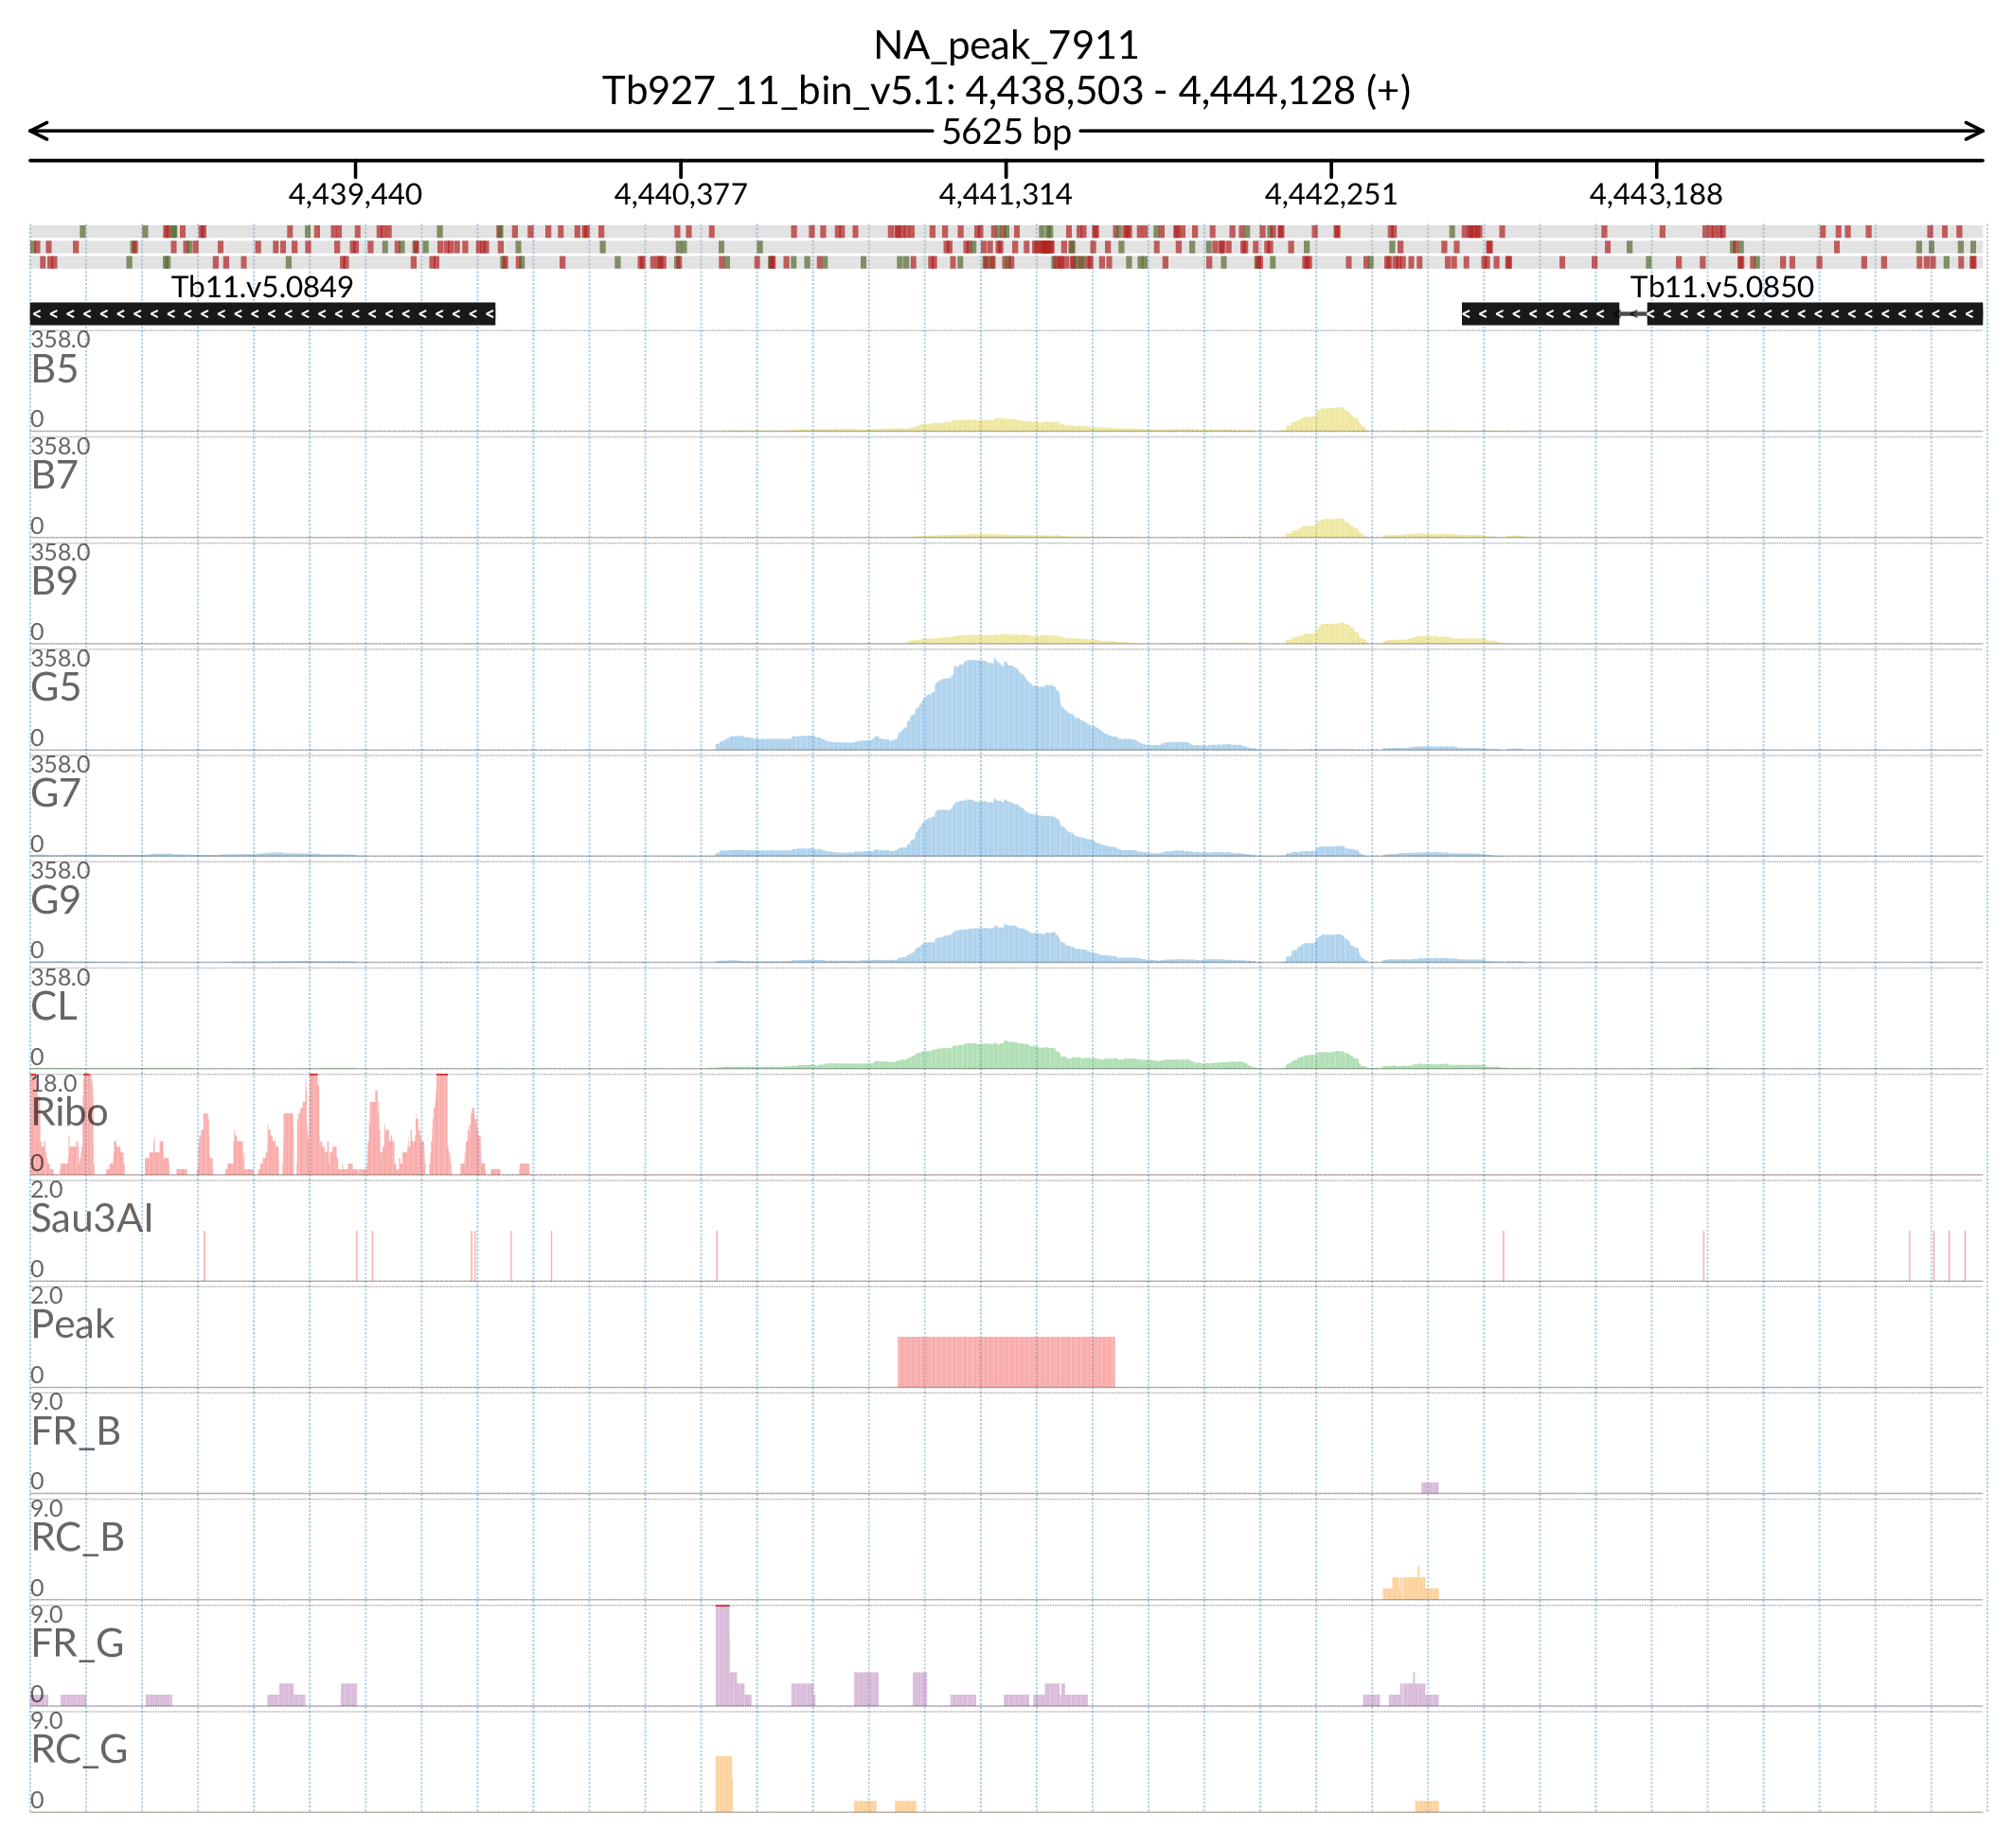 NA_peak_7911
Tb927_11_bin_v5.1: 4,438,503 - 4,444,128 (+)
5625 bp
4,439,440 4,440,377 4,441,314 4,442,251 4,443,188
Tb11.v5.0849 Tb11.v5.0850
358.0
B5
0
358.0
B7
0
358.0
B9
0
358.0
G5
0
358.0
G7
0
358.0
G9
0
358.0
CL
0
18.0
Ribo
0
2.0
Sau3AI
0
2.0
Peak
0
9.0
FR_B
0
9.0
RC_B
0
9.0
FR_G
0
9.0
RC_G
0